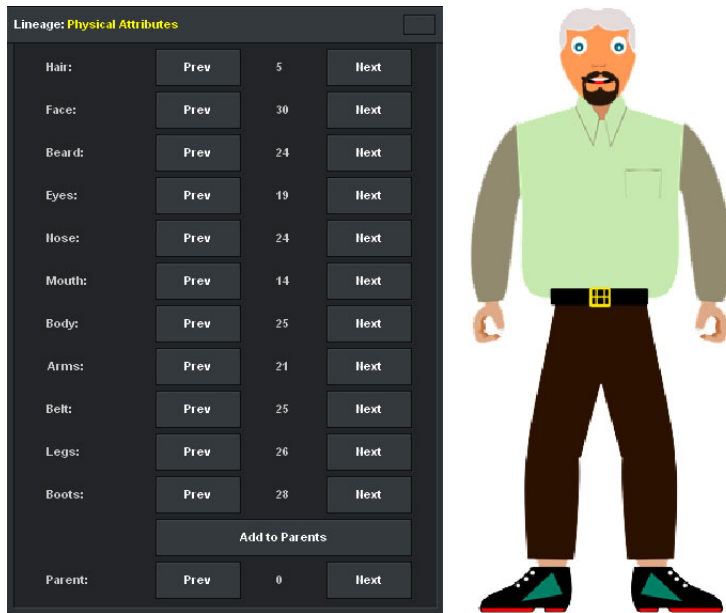 Lineage: Physical Attributes
Hair: Prev 5 Next
Face: Prev 30 Next
Beard: Prev 24 Next
Eyes: Prev 19 Next
Nose: Prev 24 Next
Mouth: Prev 14 Next
Body: Prev 25 Next
Arms: Prev 21 Next
Belt: Prev 25 Next
Legs: Prev 26 Next
Boots: Prev 28 Next
Add to Parents
Parent: Prev 0 Next